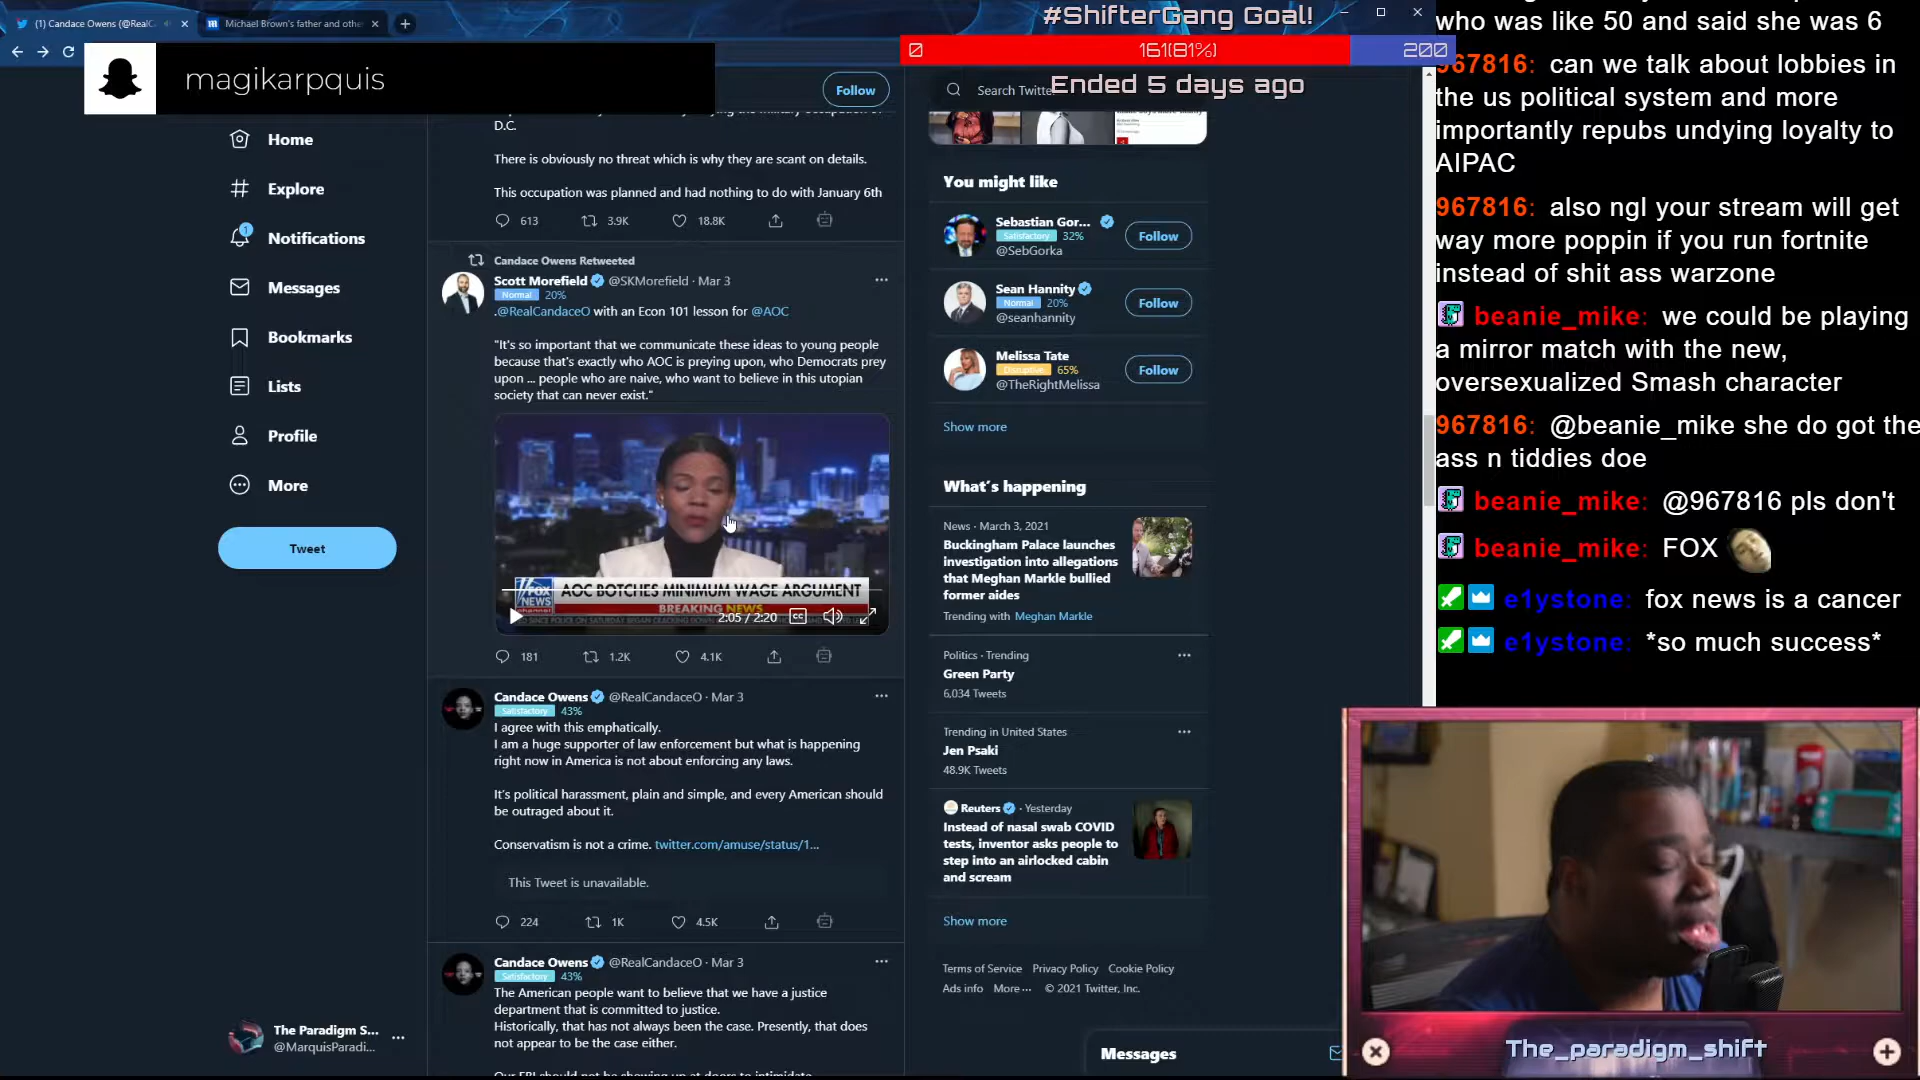 (1) Candace Owens (@RealC
Michael Brown's father and othe
#ShifterGang Goal!
0
161(81%)
200
Ended 5 days ago
magikarpquis
Follow
Search Twitte
Home
Explore
1
Notifications
Messages
Bookmarks
Lists
Profile
More
Tweet
The Paradigm S...
@MarquisParadi...
D.C.
There is obviously no threat which is why they are scant on details.
This occupation was planned and had nothing to do with January 6th
613
3.9K
18.8K
Candace Owens Retweeted
Scott Morefield @SKMorefield · Mar 3
Normal 20%
.@RealCandaceO with an Econ 101 lesson for @AOC
"It's so important that we communicate these ideas to young people
because that's exactly who AOC is preying upon, who Democrats prey
upon ... people who are naive, who want to believe in this utopian
society that can never exist."
FOX NEWS channel
AOC BOTCHES MINIMUM WAGE ARGUMENT
BREAKING NEWS
2:05 / 2:20
CC
181
1.2K
4.1K
Candace Owens @RealCandaceO · Mar 3
Satisfactory 43%
I agree with this emphatically.
I am a huge supporter of law enforcement but what is happening
right now in America is not about enforcing any laws.
It's political harassment, plain and simple, and every American should
be outraged about it.
Conservatism is not a crime. twitter.com/amuse/status/1...
This Tweet is unavailable.
224
1K
4.5K
Candace Owens @RealCandaceO · Mar 3
Satisfactory 43%
The American people want to believe that we have a justice
department that is committed to justice.
Historically, that has not always been the case. Presently, that does
not appear to be the case either.
Our FBI should not be showing up at doors to intimidate
You might like
Sebastian Gor...
Satisfactory 32%
@SebGorka
Follow
Sean Hannity
Normal 20%
@seanhannity
Follow
Melissa Tate
Disruptive 65%
@TheRightMelissa
Follow
Show more
What's happening
News · March 3, 2021
Buckingham Palace launches
investigation into allegations
that Meghan Markle bullied
former aides
Trending with Meghan Markle
Politics · Trending
Green Party
6,034 Tweets
Trending in United States
Jen Psaki
48.9K Tweets
Reuters · Yesterday
Instead of nasal swab COVID
tests, inventor asks people to
step into an airlocked cabin
and scream
Show more
Terms of Service Privacy Policy Cookie Policy
Ads info More ··· © 2021 Twitter, Inc.
Messages
who was like 50 and said she was 6
967816: can we talk about lobbies in
the us political system and more
importantly repubs undying loyalty to
AIPAC
967816: also ngl your stream will get
way more poppin if you run fortnite
instead of shit ass warzone
beanie_mike: we could be playing
a mirror match with the new,
oversexualized Smash character
967816: @beanie_mike she do got the
ass n tiddies doe
beanie_mike: @967816 pls don't
beanie_mike: FOX
e1ystone: fox news is a cancer
e1ystone: *so much success*
The_paradigm_shift